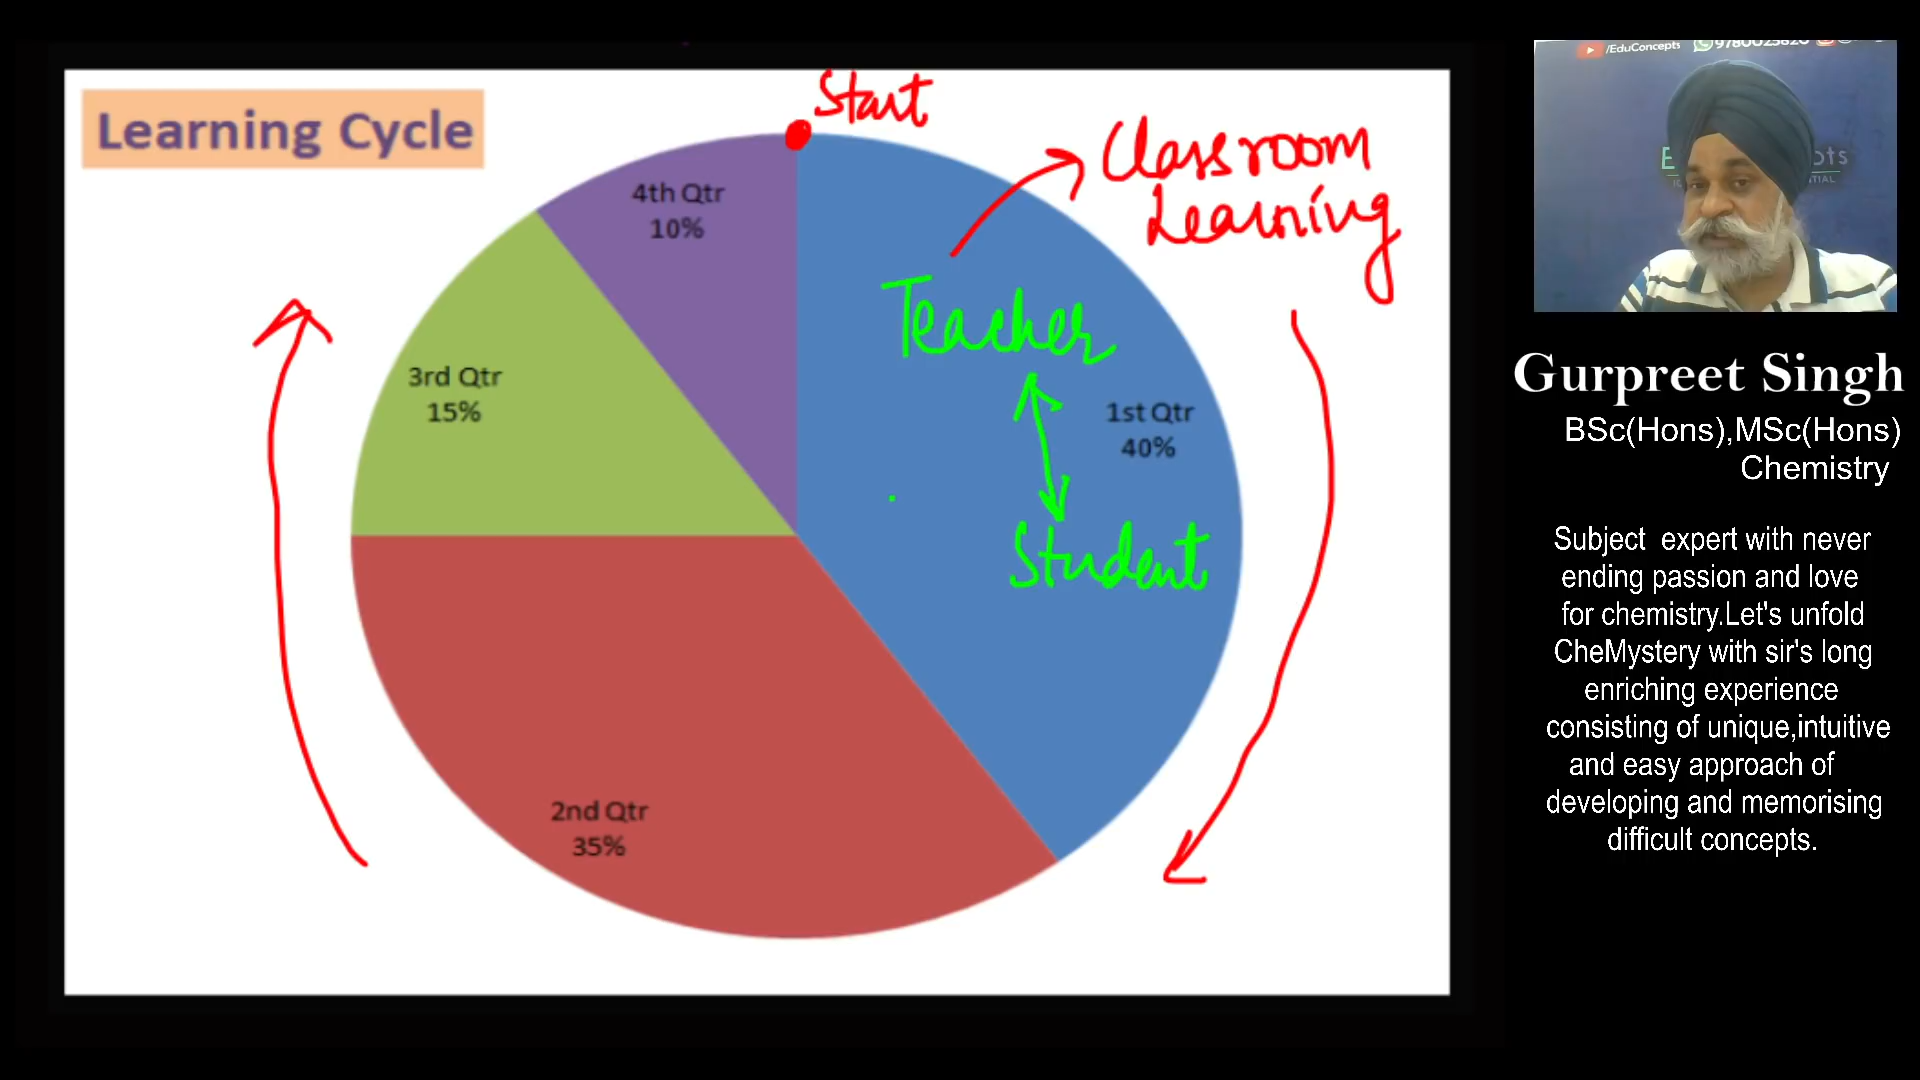 Learning Cycle
Start
Classroom
Learning
4th Qtr
10%
Teacher
3rd Qtr
15%
1st Qtr
40%
Student
2nd Qtr
35%
/EduConcepts
Gurpreet Singh
BSc(Hons),MSc(Hons)
Chemistry
Subject expert with never
ending passion and love
for chemistry.Let's unfold
CheMystery with sir's long
enriching experience
consisting of unique,intuitive
and easy approach of
developing and memorising
difficult concepts.